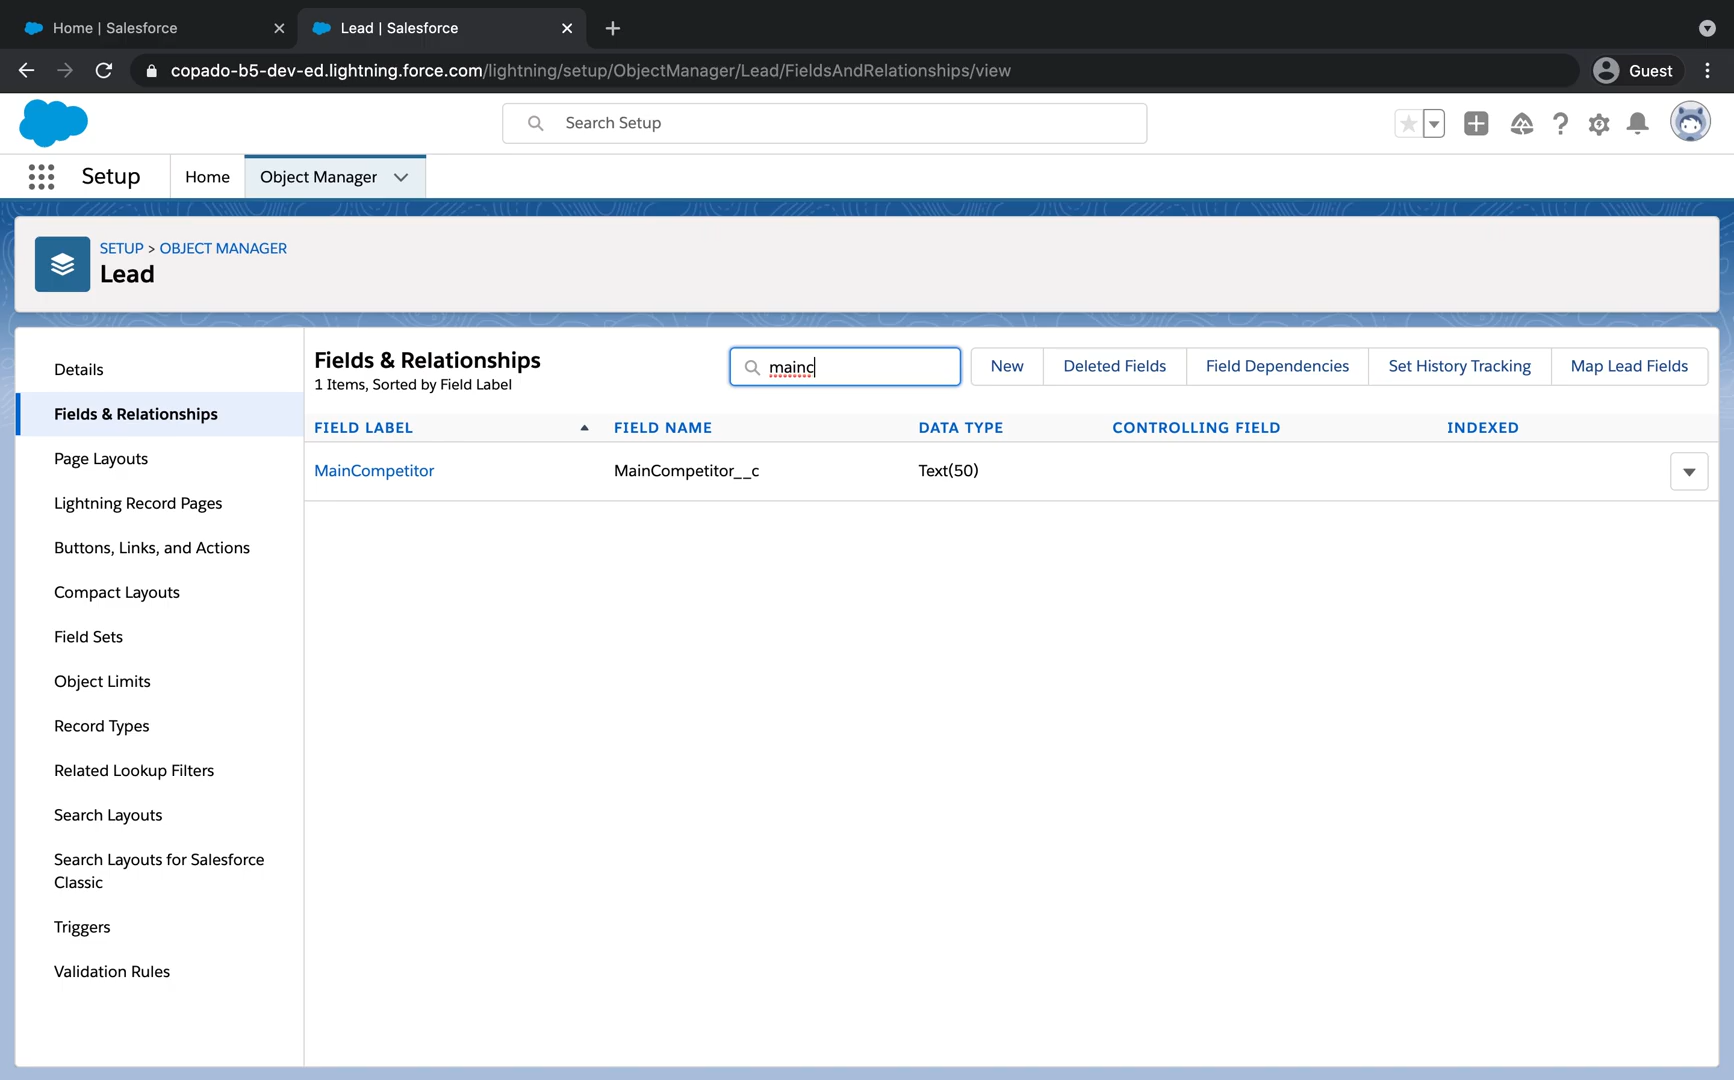 Home | Salesforce
Lead | Salesforce
copado-b5-dev-ed.lightning.force.com/lightning/setup/ObjectManager/Lead/FieldsAndRelationships/view
Guest
Search Setup
Setup
Home
Object Manager
SETUP > OBJECT MANAGER
Lead
Details
Fields & Relationships
Page Layouts
Lightning Record Pages
Buttons, Links, and Actions
Compact Layouts
Field Sets
Object Limits
Record Types
Related Lookup Filters
Search Layouts
Search Layouts for Salesforce
Classic
Triggers
Validation Rules
Fields & Relationships
1 Items, Sorted by Field Label
mainc
New
Deleted Fields
Field Dependencies
Set History Tracking
Map Lead Fields
FIELD LABEL FIELD NAME DATA TYPE CONTROLLING FIELD INDEXED
MainCompetitor MainCompetitor__c Text(50)